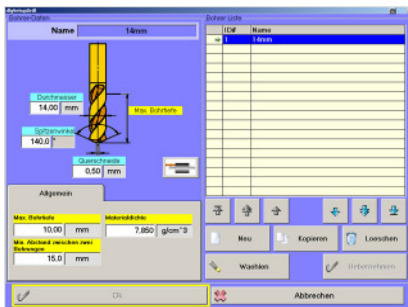 Bohrer-Daten
Name 14mm
Durchmesser
14,00 mm
Max. Bohrtiefe
Spitzenwinkel
140,0 °
Querschneide
0,50 mm
Allgemein
Max. Bohrtiefe
10,00 mm
Materialdichte
7,850 g/cm^3
Min. Abstand zwischen zwei
Bohrungen
15,0 mm
Ok
Bohrer Liste
ID# Name
1 14mm
Neu
Kopieren
Loeschen
Waehlen
Uebernehmen
Abbrechen